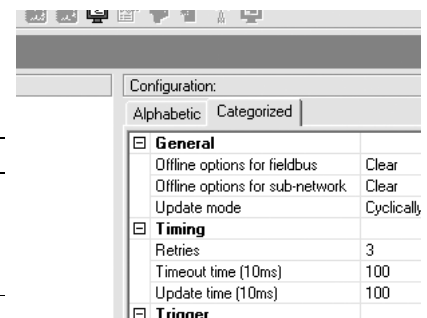 Configuration:
Alphabetic Categorized
General
Offline options for fieldbus Clear
Offline options for sub-network Clear
Update mode Cyclically
Timing
Retries 3
Timeout time (10ms) 100
Update time (10ms) 100
Trigger